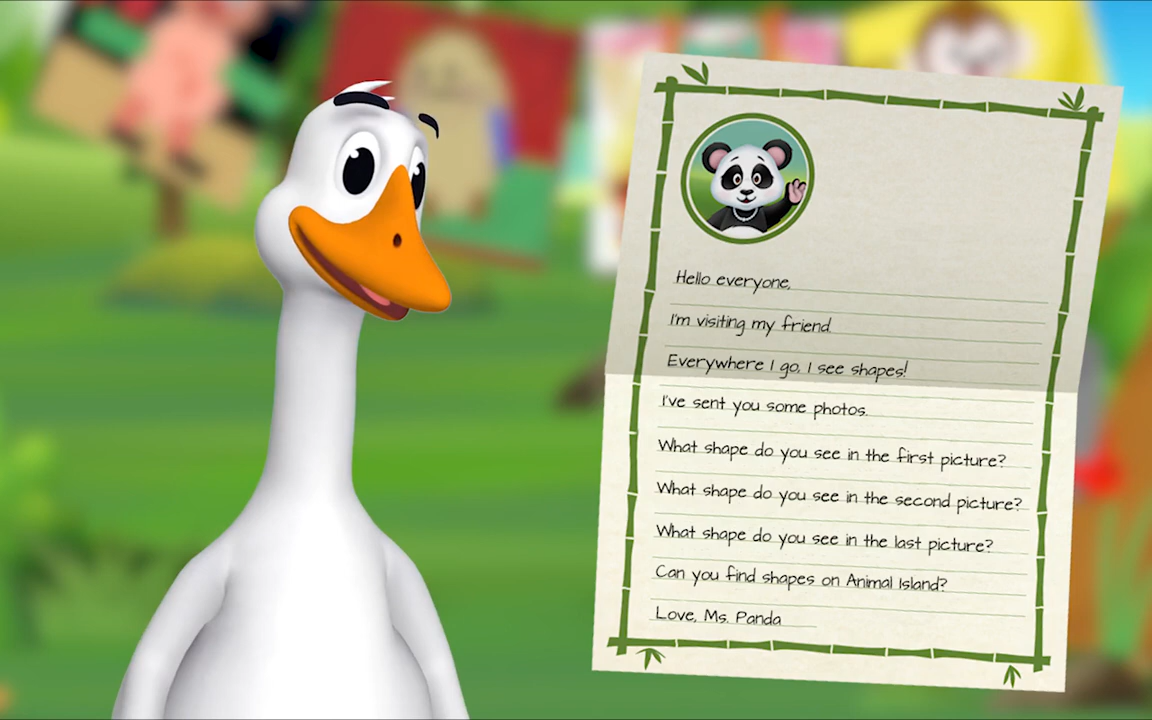 Hello everyone,
I'm visiting my friend.
Everywhere I go, I see shapes!
I've sent you some photos.
What shape do you see in the first picture?
What shape do you see in the second picture?
What shape do you see in the last picture?
Can you find shapes on Animal Island?
Love, Ms. Panda